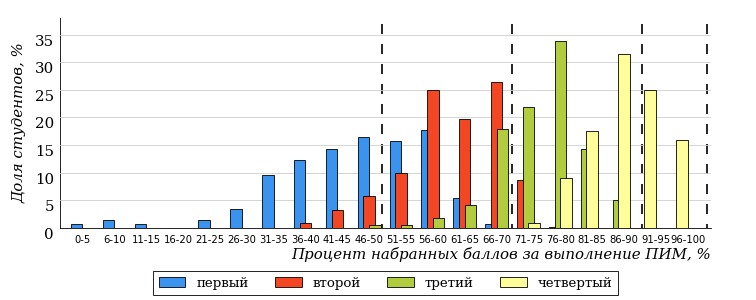 Доля студентов, %
35
30
25
20
15
10
5
0
0-5 6-10 11-15 16-20 21-25 26-30 31-35 36-40 41-45 46-50 51-55 56-60 61-65 66-70 71-75 76-80 81-85 86-90 91-95 96-100
Процент набранных баллов за выполнение ПИМ, %
первый второй третий четвертый